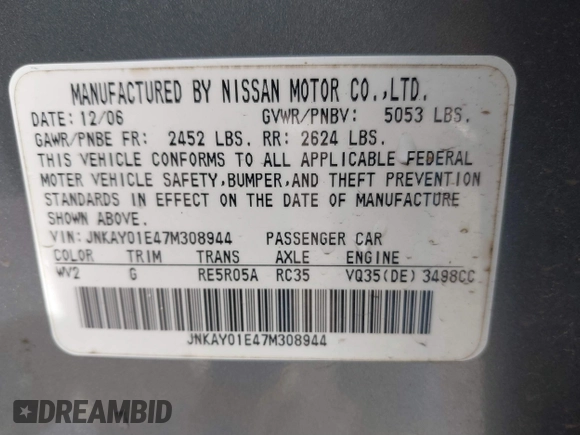 MANUFACTURED BY NISSAN MOTOR CO.,LTD.
DATE: 12/06 GVWR/PNBV: 5053 LBS.
GAWR/PNBE FR: 2452 LBS. RR: 2624 LBS.
THIS VEHICLE CONFORMS TO ALL APPLICABLE FEDERAL
MOTOR VEHICLE SAFETY,BUMPER,AND THEFT PREVENTION
STANDARDS IN EFFECT ON THE DATE OF MANUFACTURE
SHOWN ABOVE.
VIN: JNKAY01E47M308944 PASSENGER CAR
COLOR TRIM TRANS AXLE ENGINE
WV2 G RE5R05A RC35 VQ35(DE) 3498CC
JNKAY01E47M308944
DREAMBID